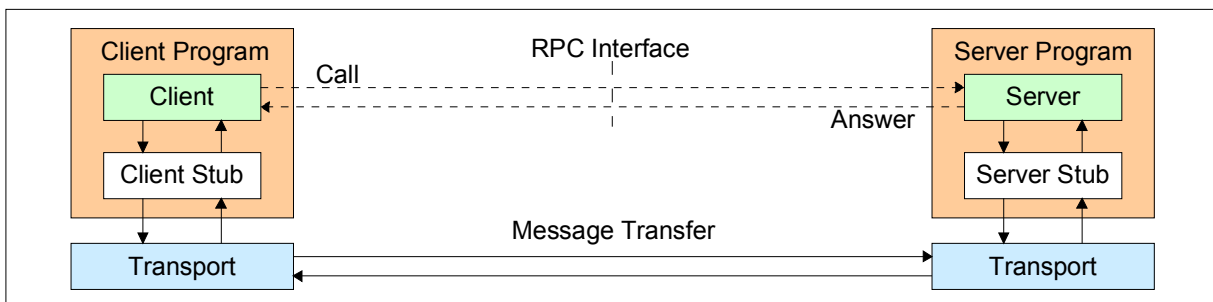 Client Program
RPC Interface
Server Program
Call
Client
Server
Answer
Client Stub
Server Stub
Message Transfer
Transport
Transport